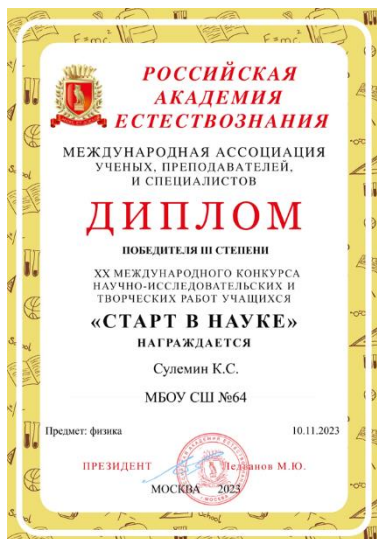 РОССИЙСКАЯ
АКАДЕМИЯ
ЕСТЕСТВОЗНАНИЯ
МЕЖДУНАРОДНАЯ АССОЦИАЦИЯ
УЧЕНЫХ, ПРЕПОДАВАТЕЛЕЙ,
И СПЕЦИАЛИСТОВ
ДИПЛОМ
ПОБЕДИТЕЛЯ III СТЕПЕНИ
XX МЕЖДУНАРОДНОГО КОНКУРСА
НАУЧНО-ИССЛЕДОВАТЕЛЬСКИХ И
ТВОРЧЕСКИХ РАБОТ УЧАЩИХСЯ
«СТАРТ В НАУКЕ»
НАГРАЖДАЕТСЯ
Сулемин К.С.
МБОУ СШ №64
Предмет: физика 10.11.2023
ПРЕЗИДЕНТ М.Ю.
МОСКВА 2023